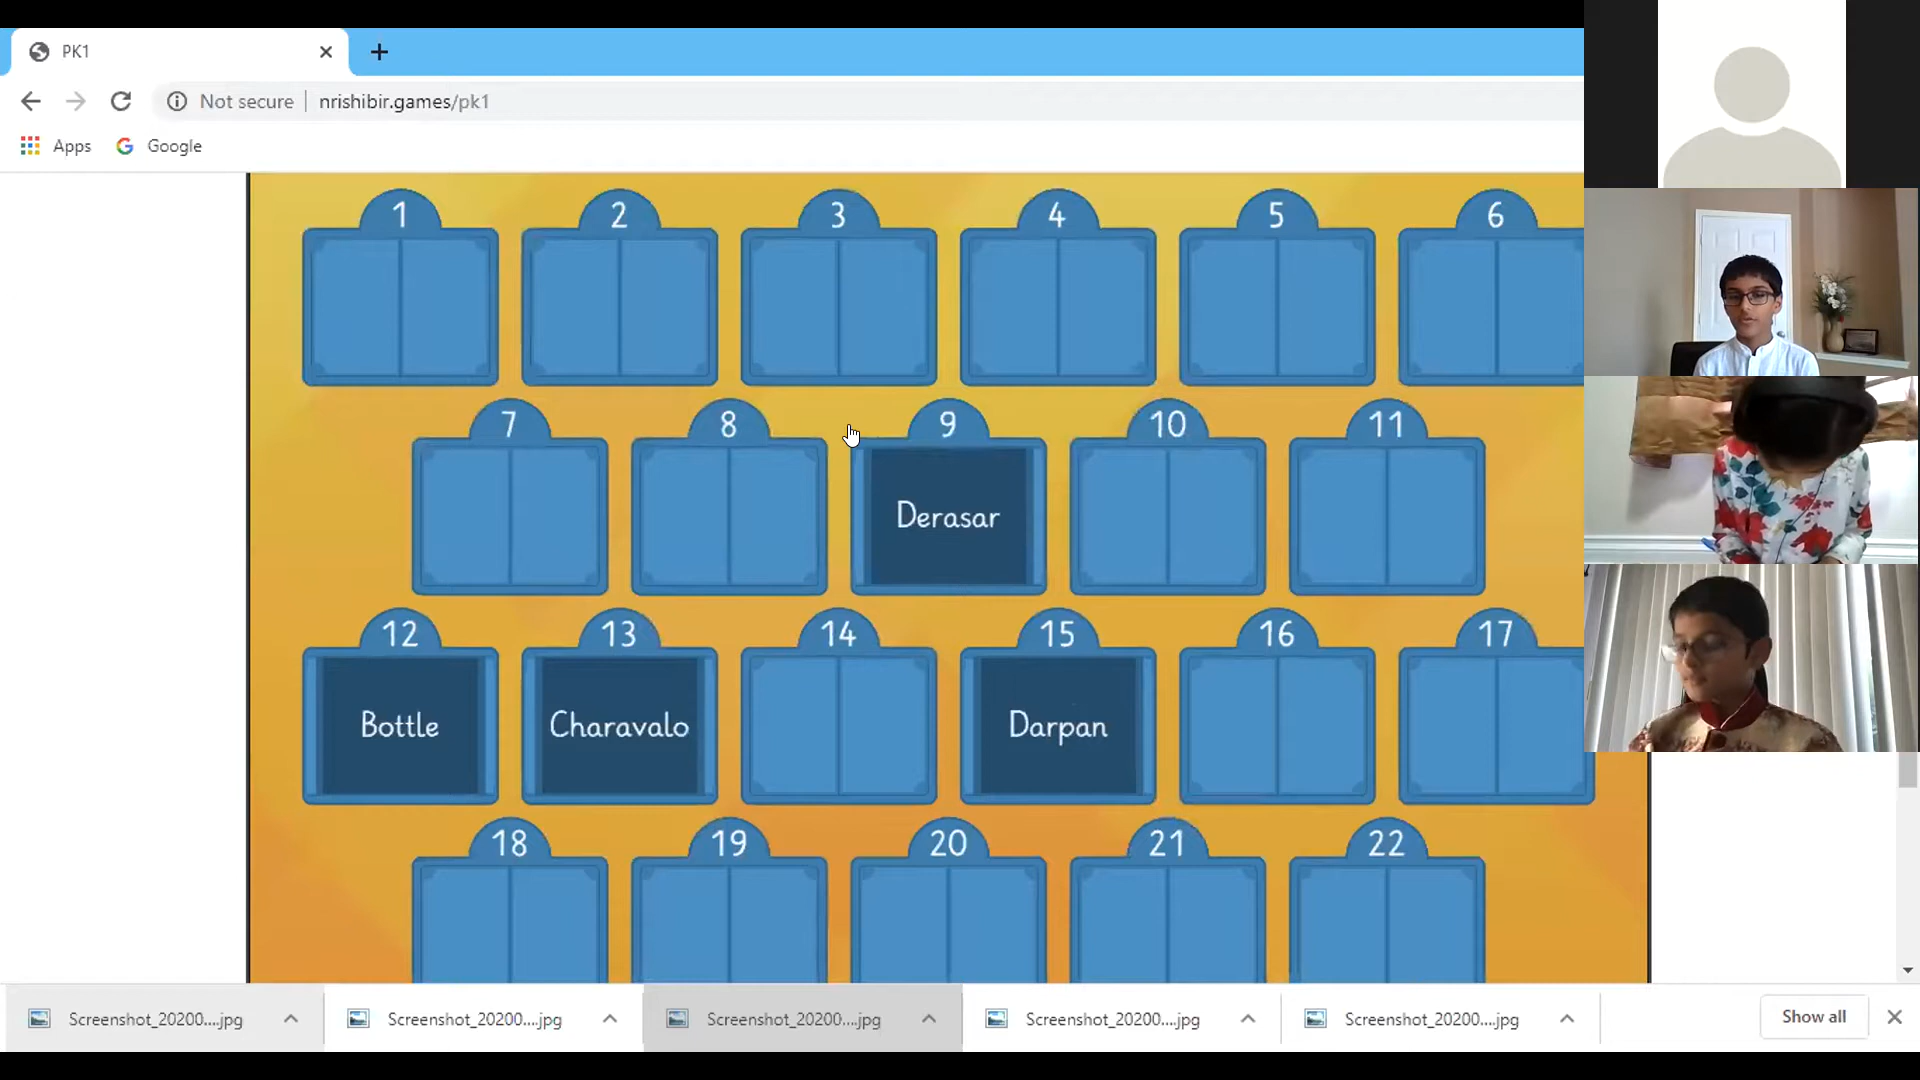 PK1
Not secure | nrishibir.games/pk1
Apps Google
1 2 3 4 5 6
7 8 9 10 11
Derasar
12 13 14 15 16 17
Bottle Charavalo Darpan
18 19 20 21 22
Screenshot_20200....jpg Screenshot_20200....jpg Screenshot_20200....jpg Screenshot_20200....jpg Screenshot_20200....jpg Show all